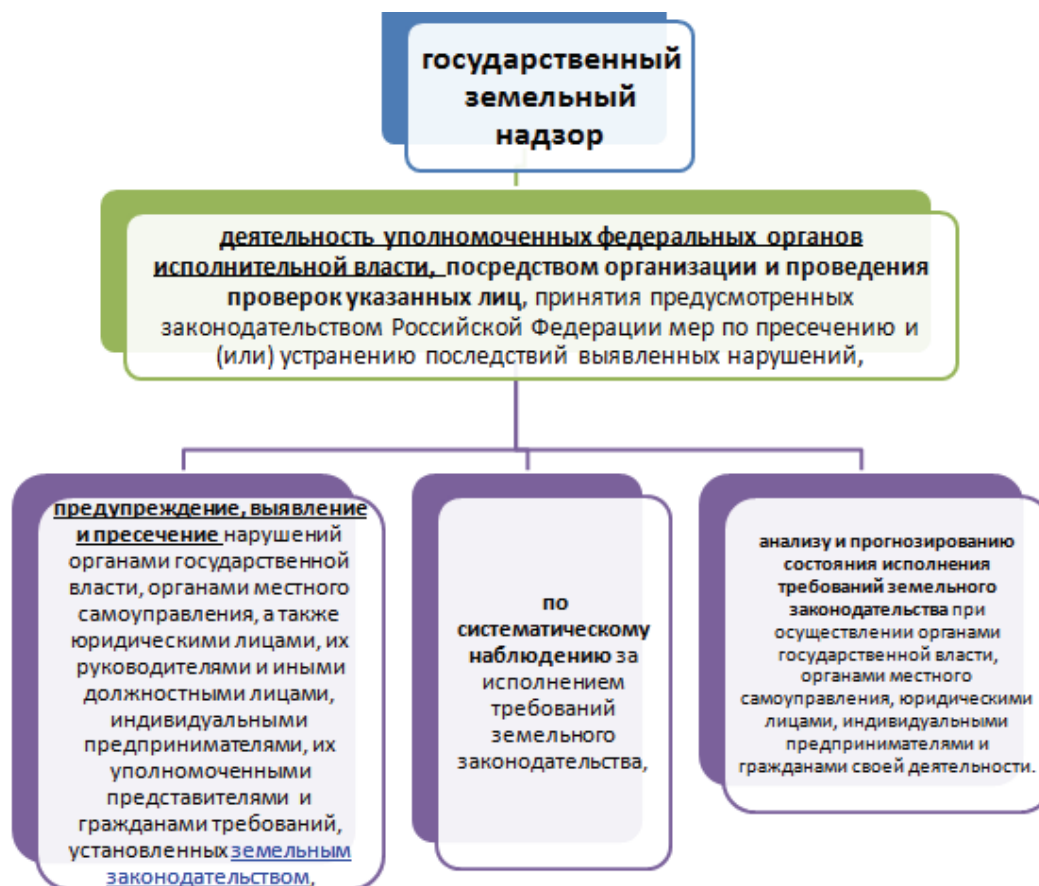 государственный
земельный
надзор
деятельность уполномоченных федеральных органов
исполнительной власти, посредством организации и проведения
проверок указанных лиц, принятия предусмотренных
законодательством Российской Федерации мер по пресечению и
(или) устранению последствий выявленных нарушений,
предупреждение, выявление
и пресечение нарушений
органами государственной
власти, органами местного
самоуправления, а также
юридическими лицами, их
руководителями и иными
должностными лицами,
индивидуальными
предпринимателями, их
уполномоченными
представителями и
гражданами требований,
установленных земельным
законодательством,
по
систематическому
наблюдению за
исполнением
требований
земельного
законодательства,
анализу и прогнозированию
состояния исполнения
требований земельного
законодательства при
осуществлении органами
государственной власти,
органами местного
самоуправления, юридическими
лицами, индивидуальными
предпринимателями и
гражданами своей деятельности.